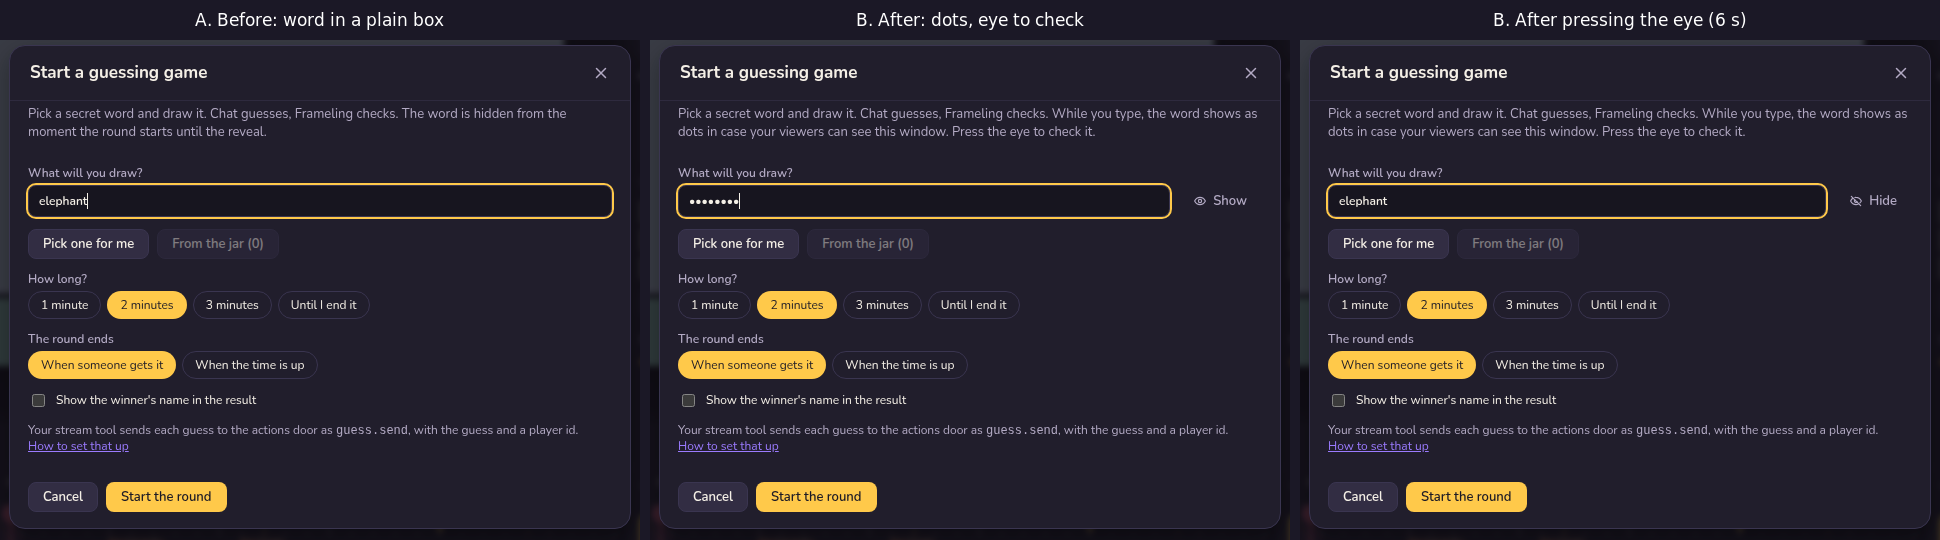 A. Before: word in a plain box
Start a guessing game
Pick a secret word and draw it. Chat guesses, Frameling checks. The word is hidden from the
moment the round starts until the reveal.
What will you draw?
elephant
Pick one for me
From the jar (0)
How long?
1 minute
2 minutes
3 minutes
Until I end it
The round ends
When someone gets it
When the time is up
Show the winner's name in the result
Your stream tool sends each guess to the actions door as guess.send, with the guess and a player id.
How to set that up
Cancel
Start the round
B. After: dots, eye to check
Start a guessing game
Pick a secret word and draw it. Chat guesses, Frameling checks. While you type, the word shows as
dots in case your viewers can see this window. Press the eye to check it.
What will you draw?
••••••••
Show
Pick one for me
From the jar (0)
How long?
1 minute
2 minutes
3 minutes
Until I end it
The round ends
When someone gets it
When the time is up
Show the winner's name in the result
Your stream tool sends each guess to the actions door as guess.send, with the guess and a player id.
How to set that up
Cancel
Start the round
B. After pressing the eye (6 s)
Start a guessing game
Pick a secret word and draw it. Chat guesses, Frameling checks. While you type, the word shows as
dots in case your viewers can see this window. Press the eye to check it.
What will you draw?
elephant
Hide
Pick one for me
From the jar (0)
How long?
1 minute
2 minutes
3 minutes
Until I end it
The round ends
When someone gets it
When the time is up
Show the winner's name in the result
Your stream tool sends each guess to the actions door as guess.send, with the guess and a player id.
How to set that up
Cancel
Start the round